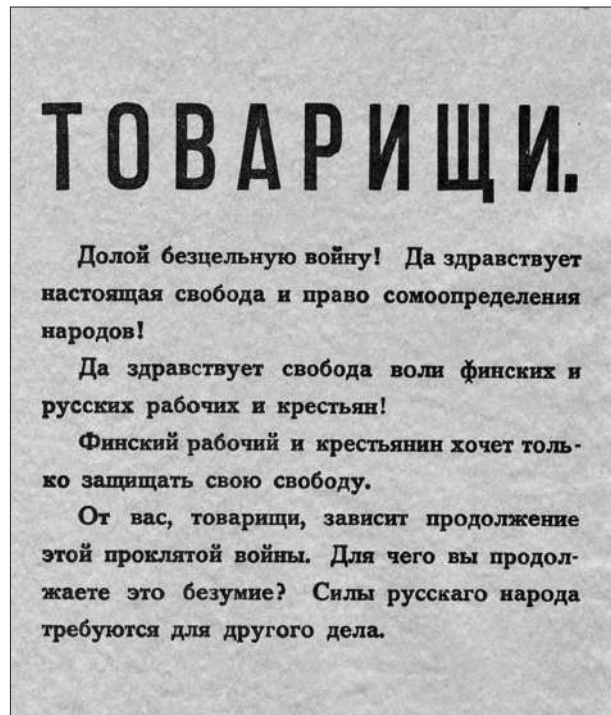 ТОВАРИЩИ.
Долой безцельную войну! Да здравствует
настоящая свобода и право сомоопределения
народов!
Да здравствует свобода воли финских и
русских рабочих и крестьян!
Финский рабочий и крестьянин хочет толь-
ко защищать свою свободу.
От вас, товарищи, зависит продолжение
этой проклятой войны. Для чего вы продол-
жаете это безумие? Силы русскаго народа
требуются для другого дела.